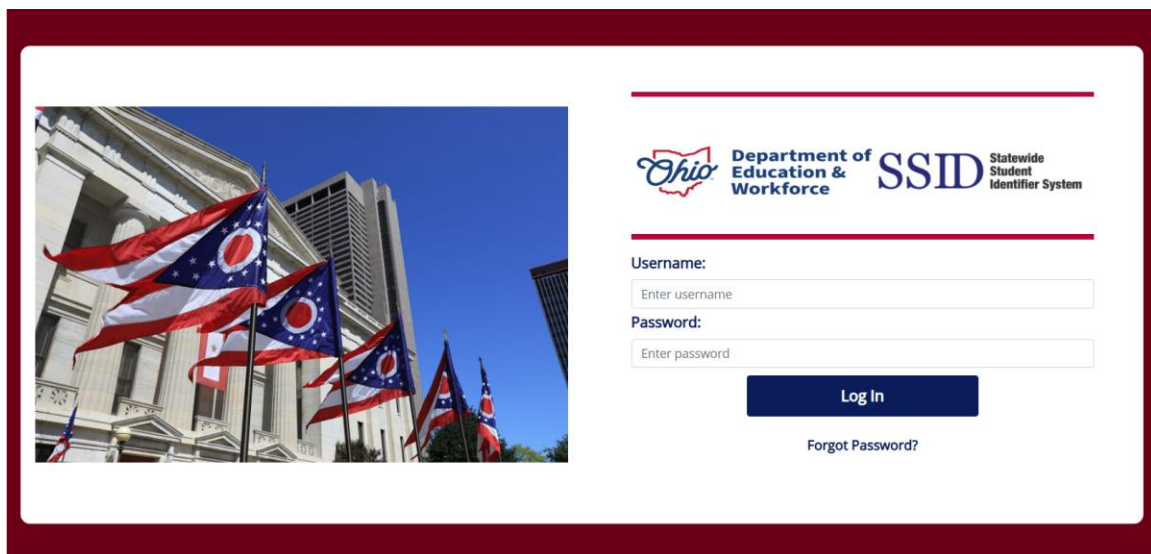 Ohio
Department of
Education &
Workforce
SSID
Statewide
Student
Identifier System
Username:
Enter username
Password:
Enter password
Log In
Forgot Password?